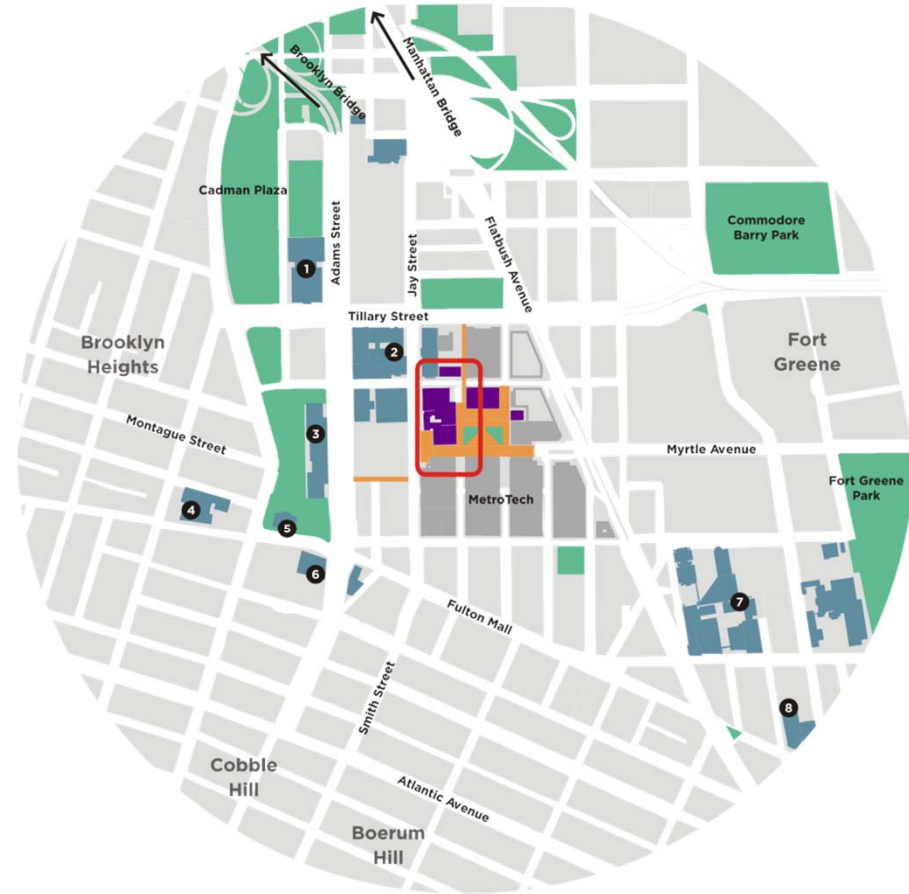 Brooklyn Bridge
Manhattan Bridge
Cadman Plaza
Adams Street
Jay Street
Flatbush Avenue
Commodore
Barry Park
1
Tillary Street
Brooklyn
Heights
2
Fort
Greene
Montague Street
3
Myrtle Avenue
Fort Greene
Park
MetroTech
4
5
6
7
Fulton Mall
Smith Street
8
Cobble
Hill
Atlantic Avenue
Boerum
Hill